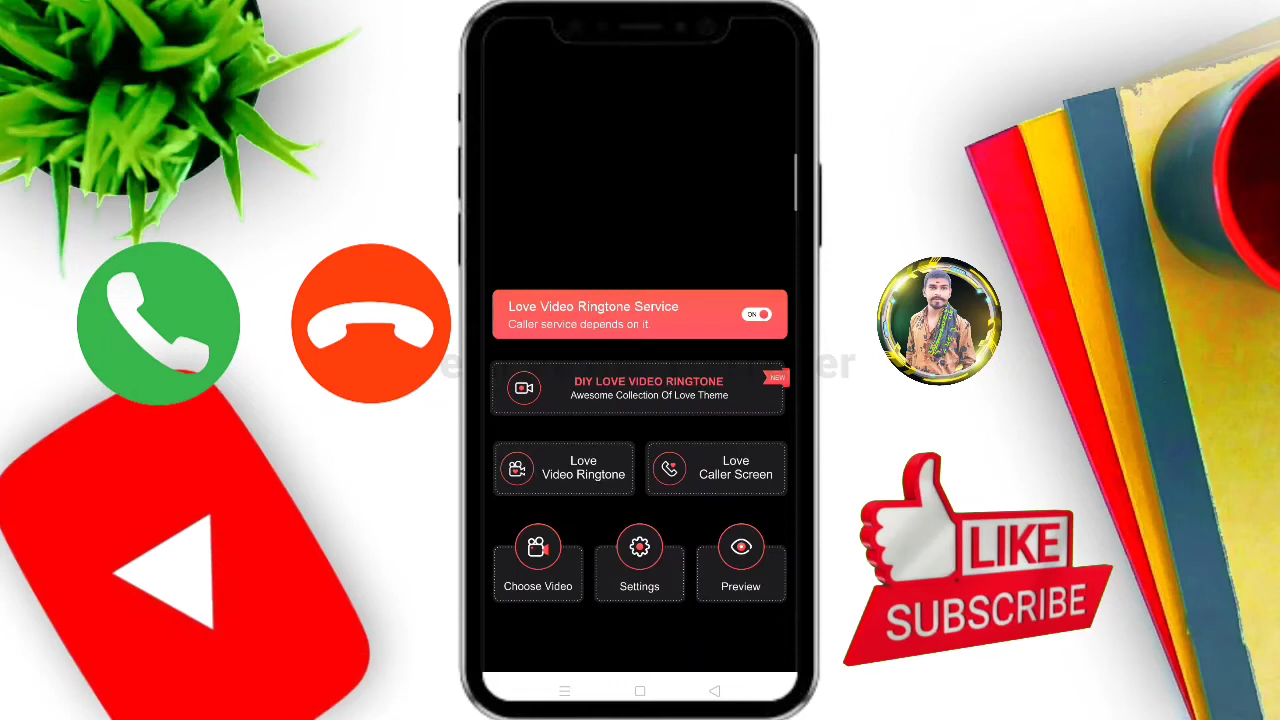 Love Video Ringtone Service
Caller service depends on it.
ON
DIY LOVE VIDEO RINGTONE
NEW
Awesome Collection Of Love Theme
Love
Video Ringtone
Love
Caller Screen
Choose Video
Settings
Preview
LIKE
SUBSCRIBE